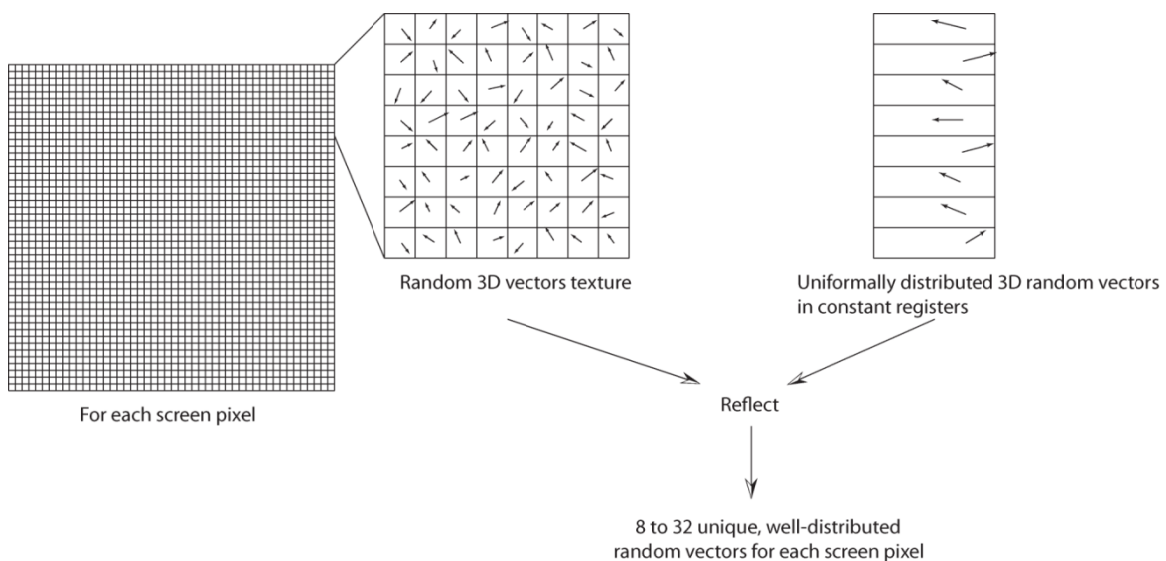 Random 3D vectors texture
Uniformally distributed 3D random vectors
in constant registers
For each screen pixel
Reflect
8 to 32 unique, well-distributed
random vectors for each screen pixel